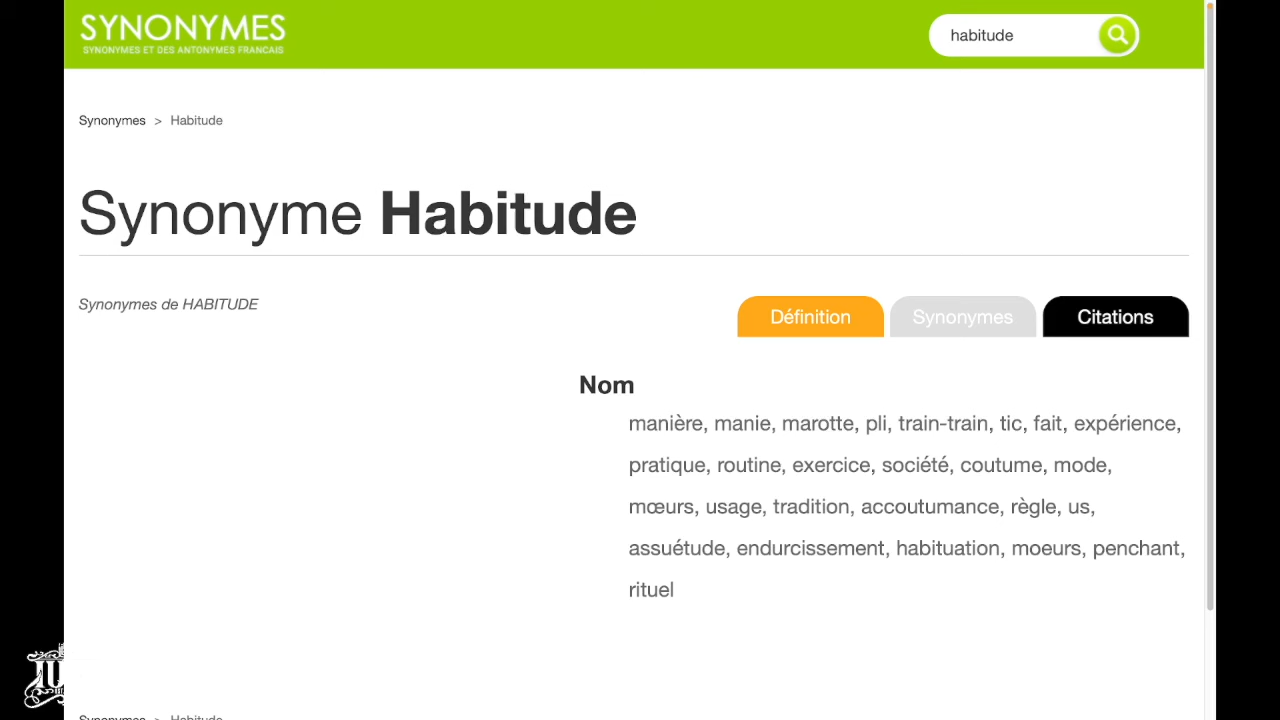 SYNONYMES
SYNONYMES ET DES ANTONYMES FRANCAIS
habitude
Synonymes > Habitude
Synonyme Habitude
Synonymes de HABITUDE
Définition
Synonymes
Citations
Nom
manière, manie, marotte, pli, train-train, tic, fait, expérience,
pratique, routine, exercice, société, coutume, mode,
mœurs, usage, tradition, accoutumance, règle, us,
assuétude, endurcissement, habituation, moeurs, penchant,
rituel
Synonymes > Habitude